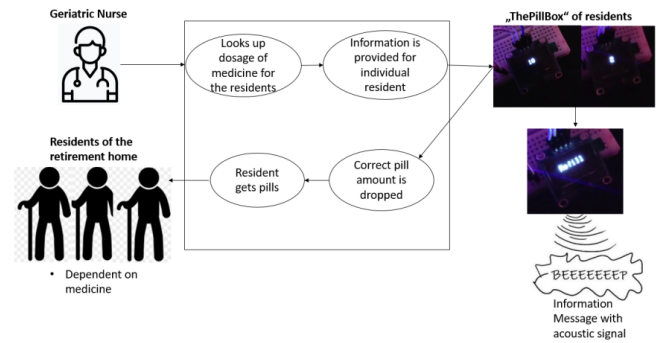 Geriatric Nurse
„ThePillBox“ of residents
Looks up
dosage of
medicine for
the residents
Information is
provided for
individual
resident
Residents of the
retirement home
Resident
gets pills
Correct pill
amount is
dropped
• Dependent on
medicine
BEEEEEEEP
Information
Message with
acoustic signal